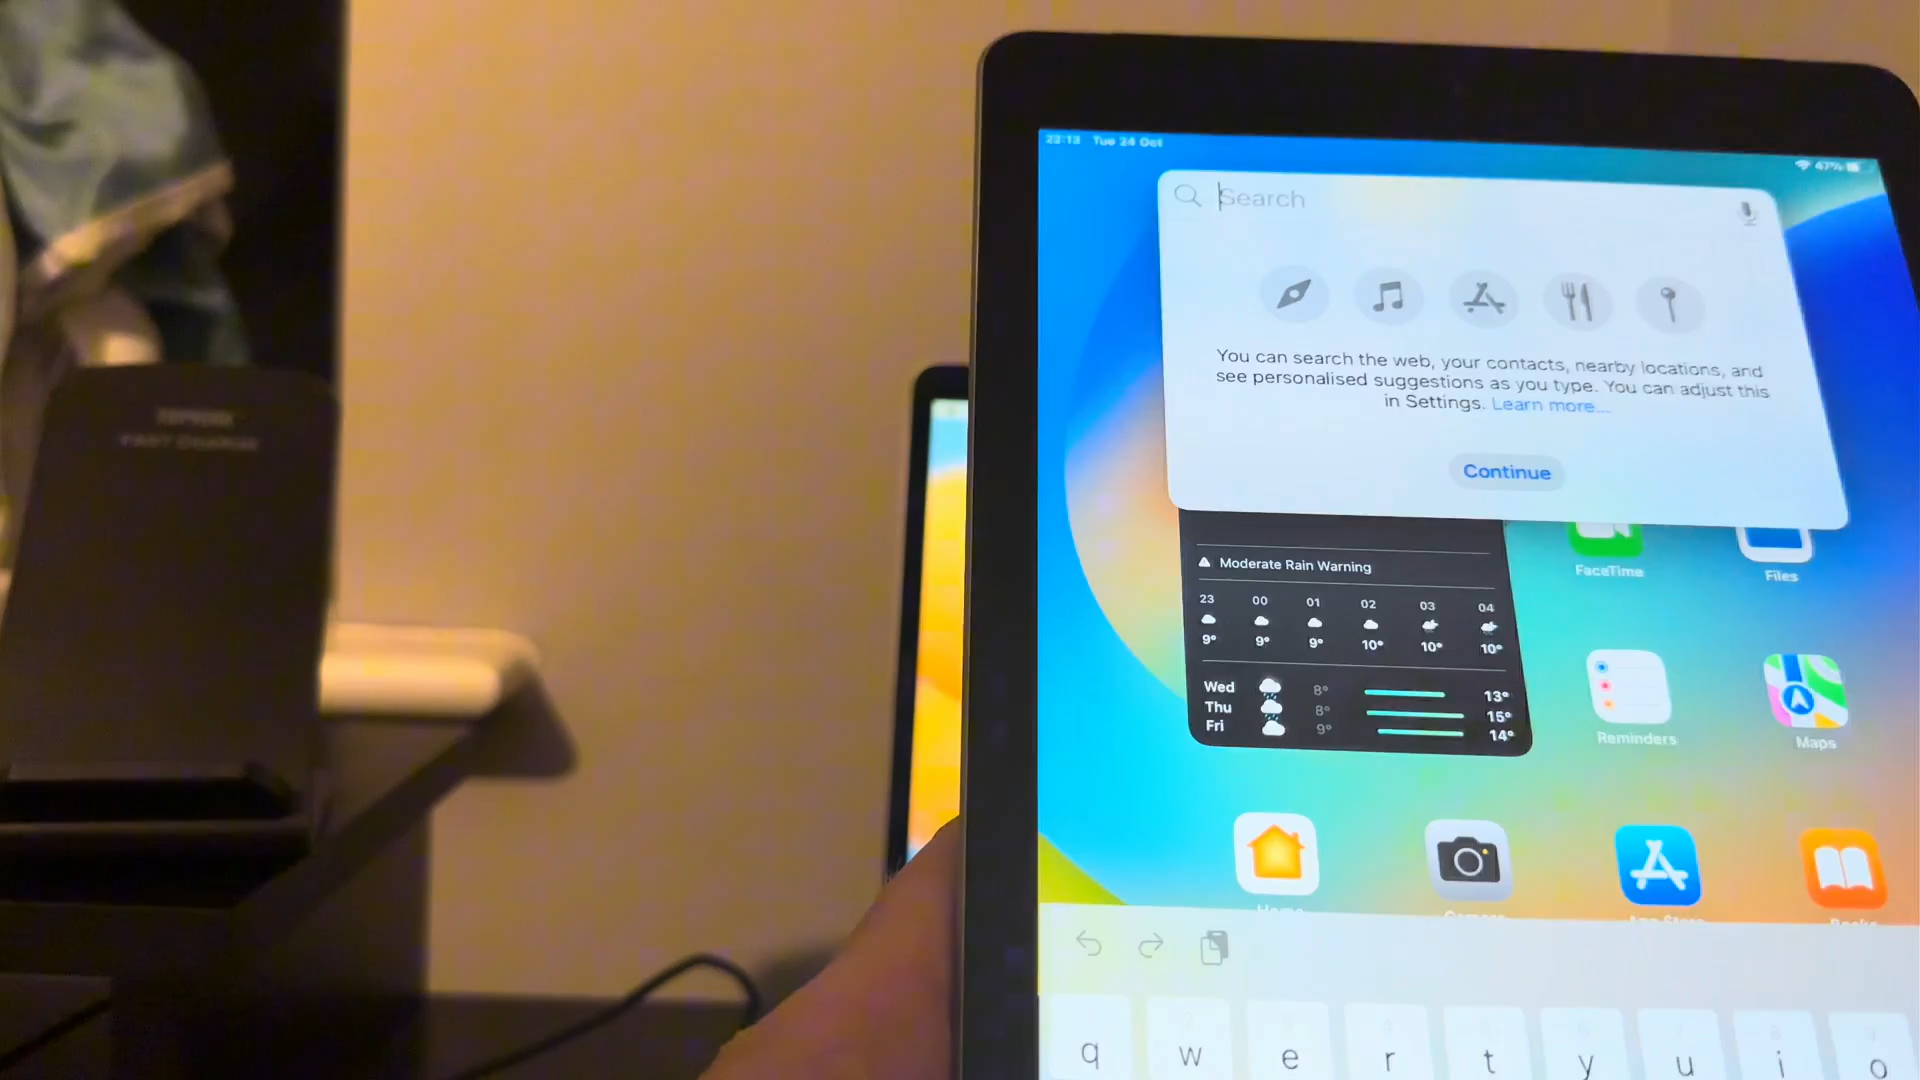 FAST CHARGE
22:13 Tue 24 Oct
47%
Search
You can search the web, your contacts, nearby locations, and
see personalised suggestions as you type. You can adjust this
in Settings. Learn more...
Continue
FaceTime
Files
Moderate Rain Warning
23 00 01 02 03 04
9° 9° 9° 10° 10° 10°
Wed 8° 13°
Thu 8° 15°
Fri 9° 14°
Reminders
Maps
Home
Camera
App Store
Books
q w e r t y u i o